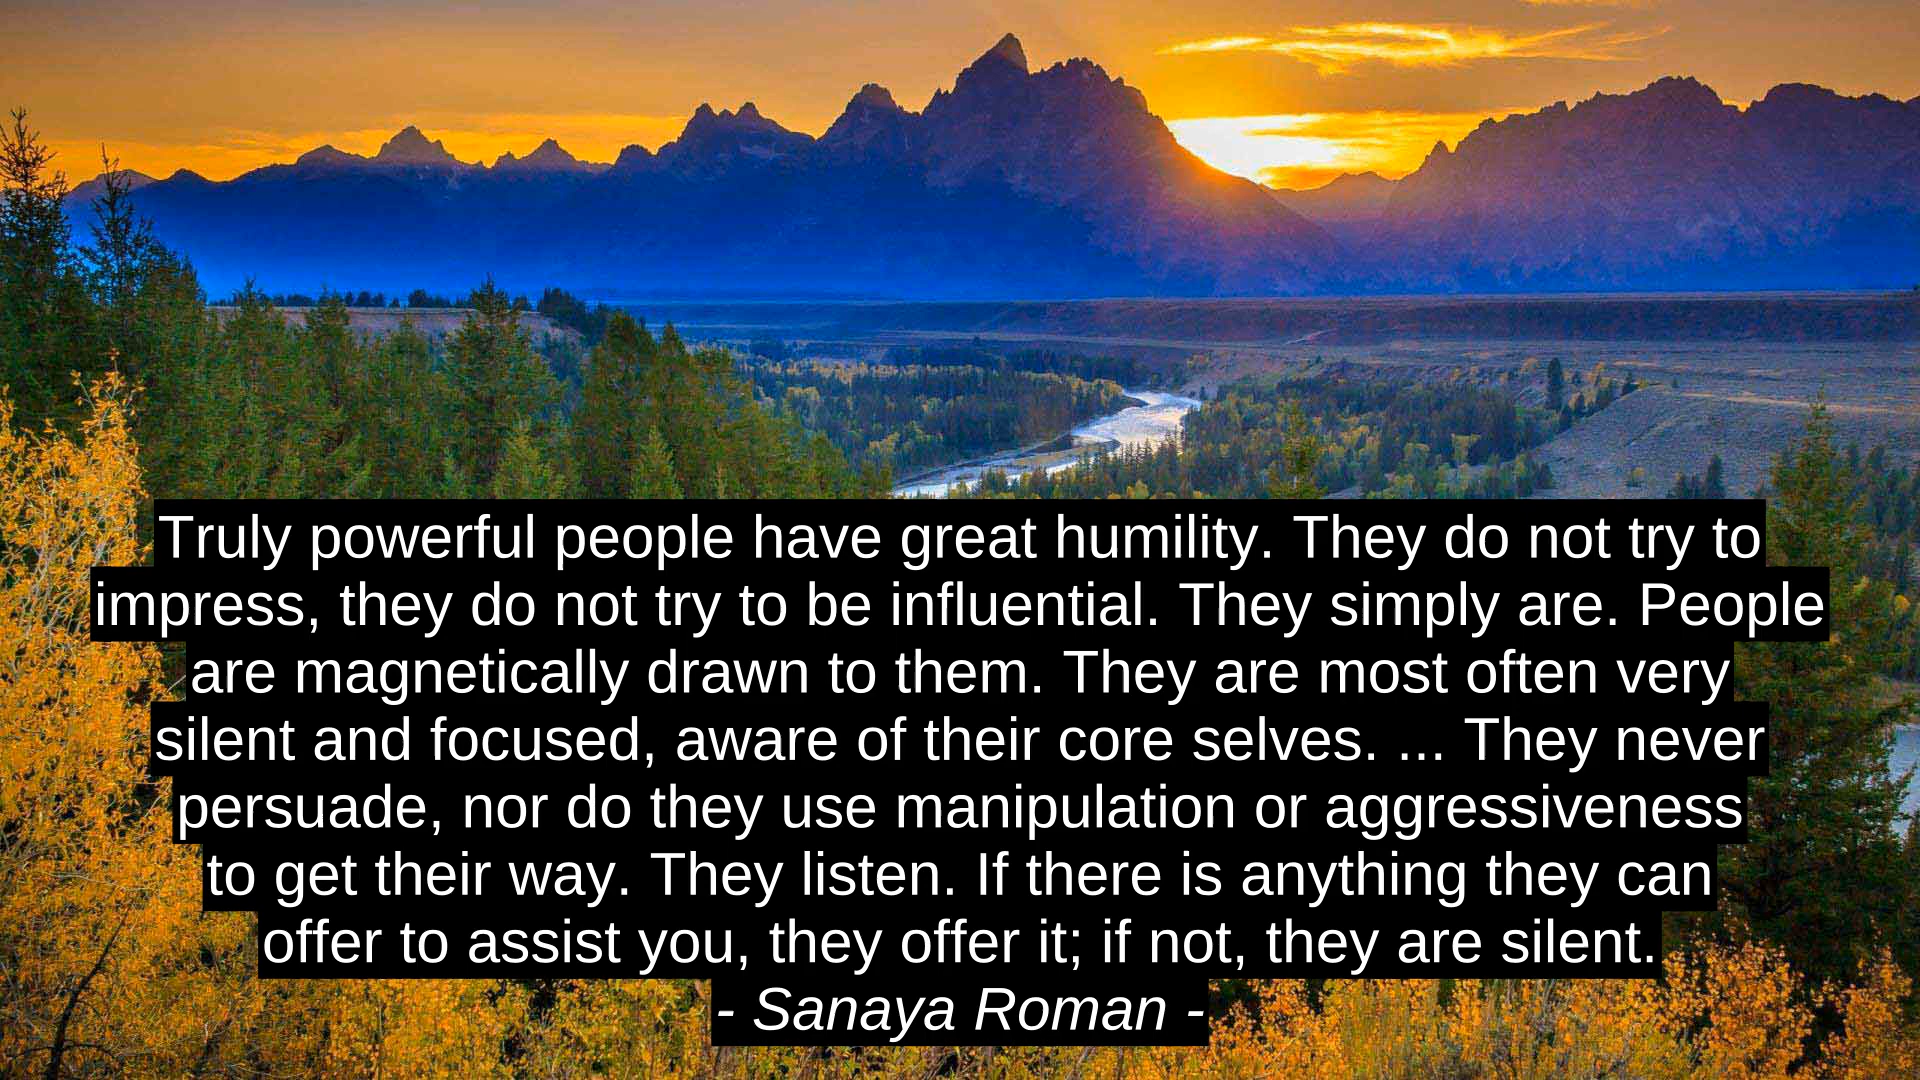 Truly powerful people have great humility. They do not try to
impress, they do not try to be influential. They simply are. People
are magnetically drawn to them. They are most often very
silent and focused, aware of their core selves. ... They never
persuade, nor do they use manipulation or aggressiveness
to get their way. They listen. If there is anything they can
offer to assist you, they offer it; if not, they are silent.
- Sanaya Roman -